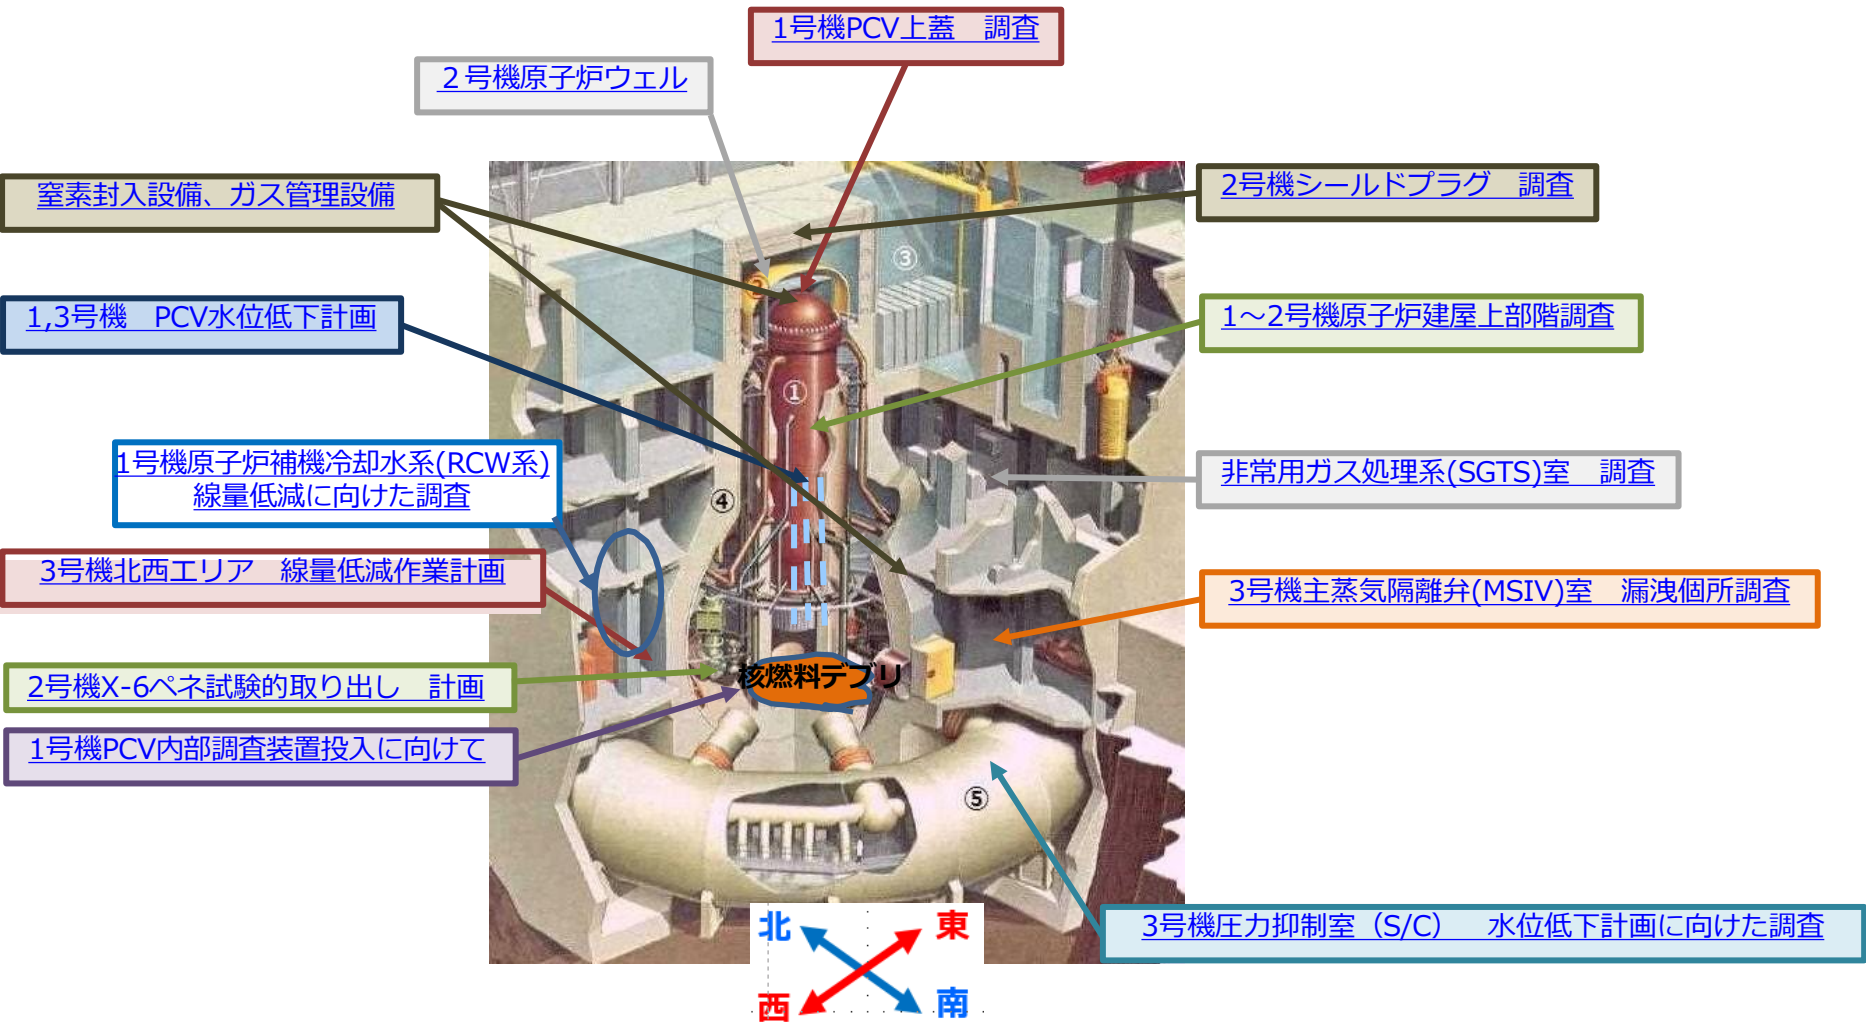 1号機PCV上蓋　調査
２号機原子炉ウェル
窒素封入設備、ガス管理設備
2号機シールドプラグ　調査
③
②
1,3号機　PCV水位低下計画
1～2号機原子炉建屋上部階調査
①
1号機原子炉補機冷却水系(RCW系)
線量低減に向けた調査
非常用ガス処理系(SGTS)室　調査
④
3号機北西エリア　線量低減作業計画
3号機主蒸気隔離弁(MSIV)室　漏洩個所調査
核燃料デブリ
2号機X-6ペネ試験的取り出し　計画
1号機PCV内部調査装置投入に向けて
⑤
3号機圧力抑制室（S/C）　水位低下計画に向けた調査
北
東
西
南